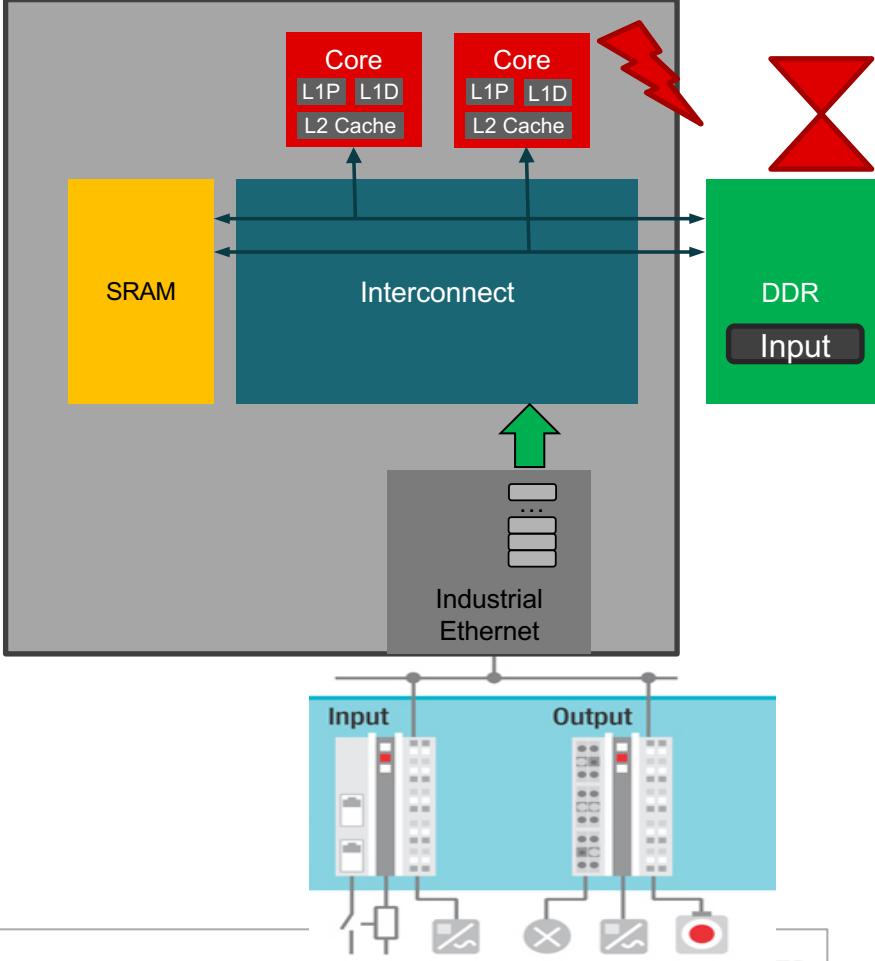 Core
L1P L1D
L2 Cache
Core
L1P L1D
L2 Cache
SRAM
Interconnect
DDR
Input
...
Industrial
Ethernet
Input
Output